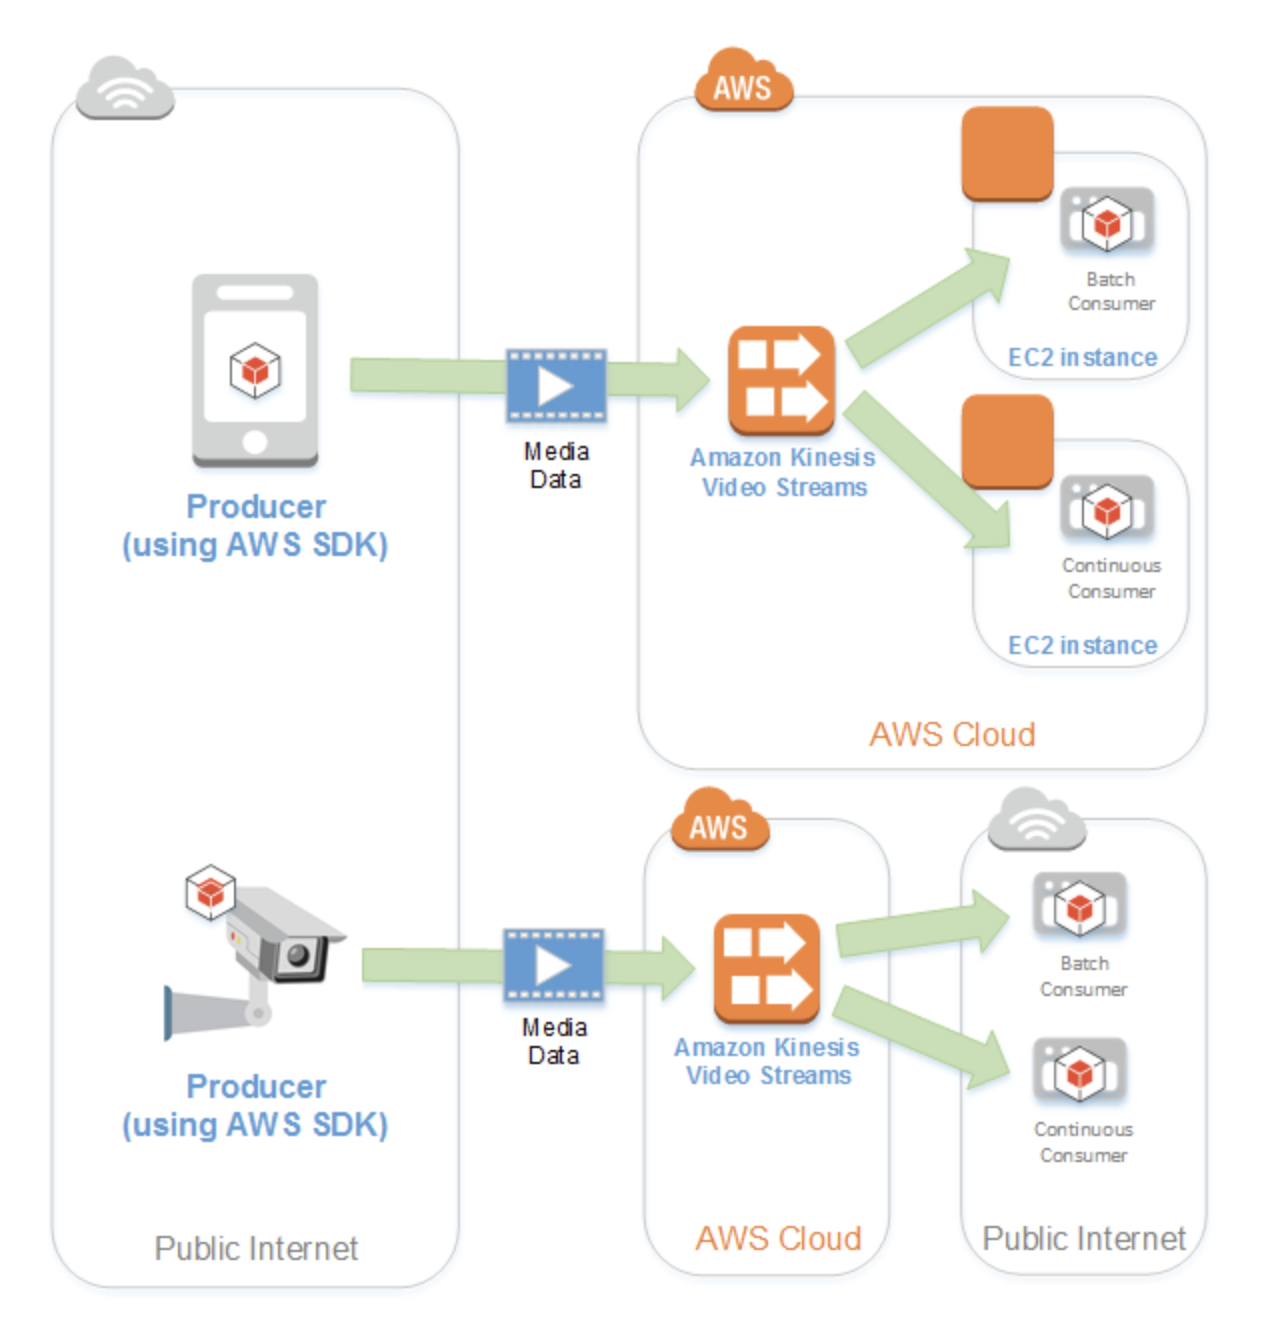 AWS
Batch
Consumer
EC2 instance
Producer
(using AWS SDK)
Media
Data
Amazon Kinesis
Video Streams
Continuous
Consumer
EC2 instance
AWS Cloud
AWS
Producer
(using AWS SDK)
Media
Data
Amazon Kinesis
Video Streams
Batch
Consumer
Continuous
Consumer
Public Internet
AWS Cloud
Public Internet